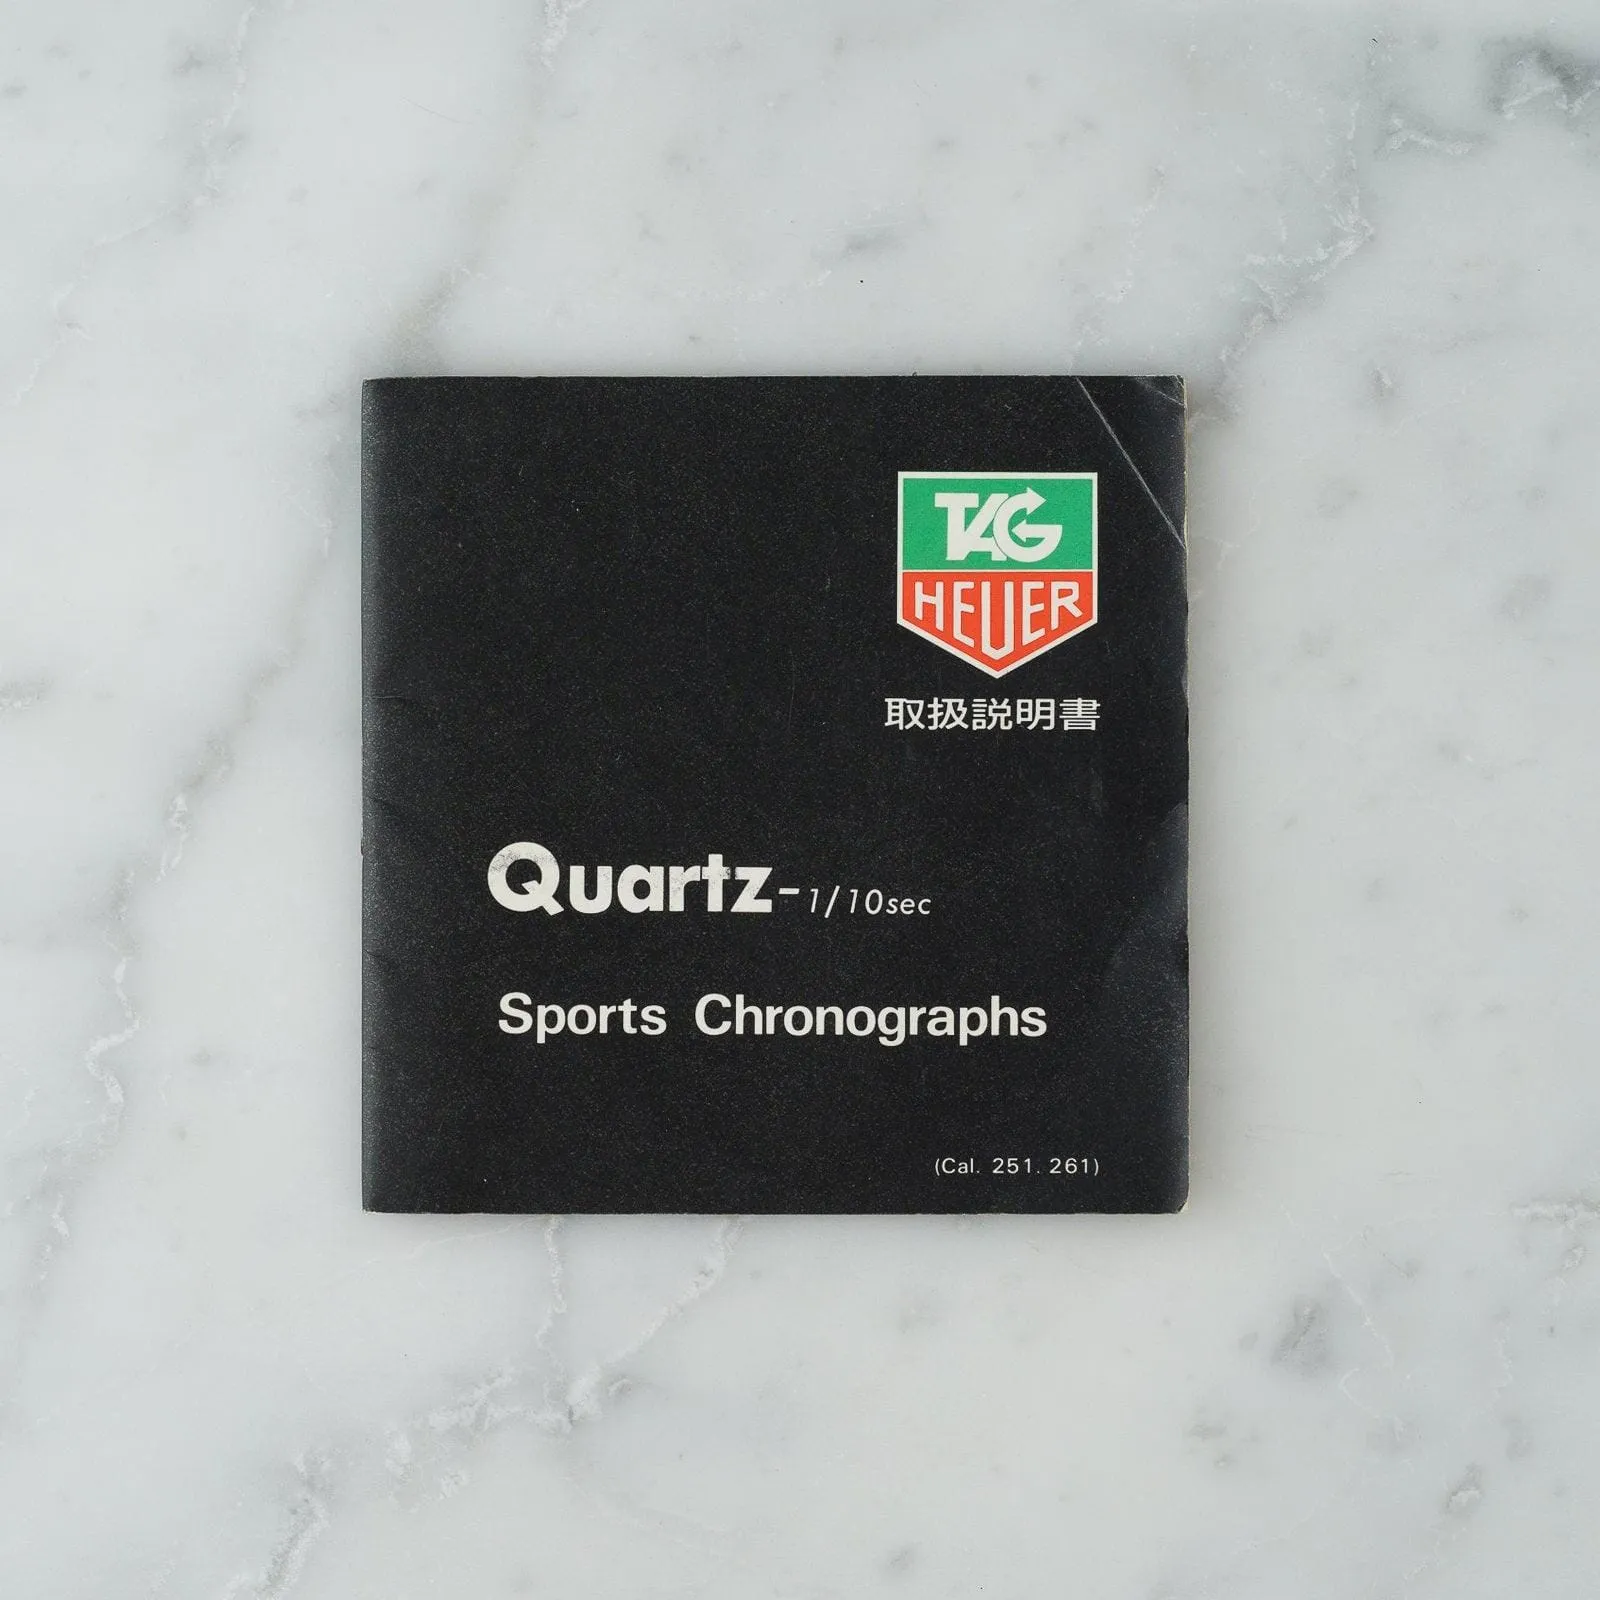 TAG
HEUER
取扱説明書
Quartz-1/10sec
Sports Chronographs
(Cal. 251. 261)